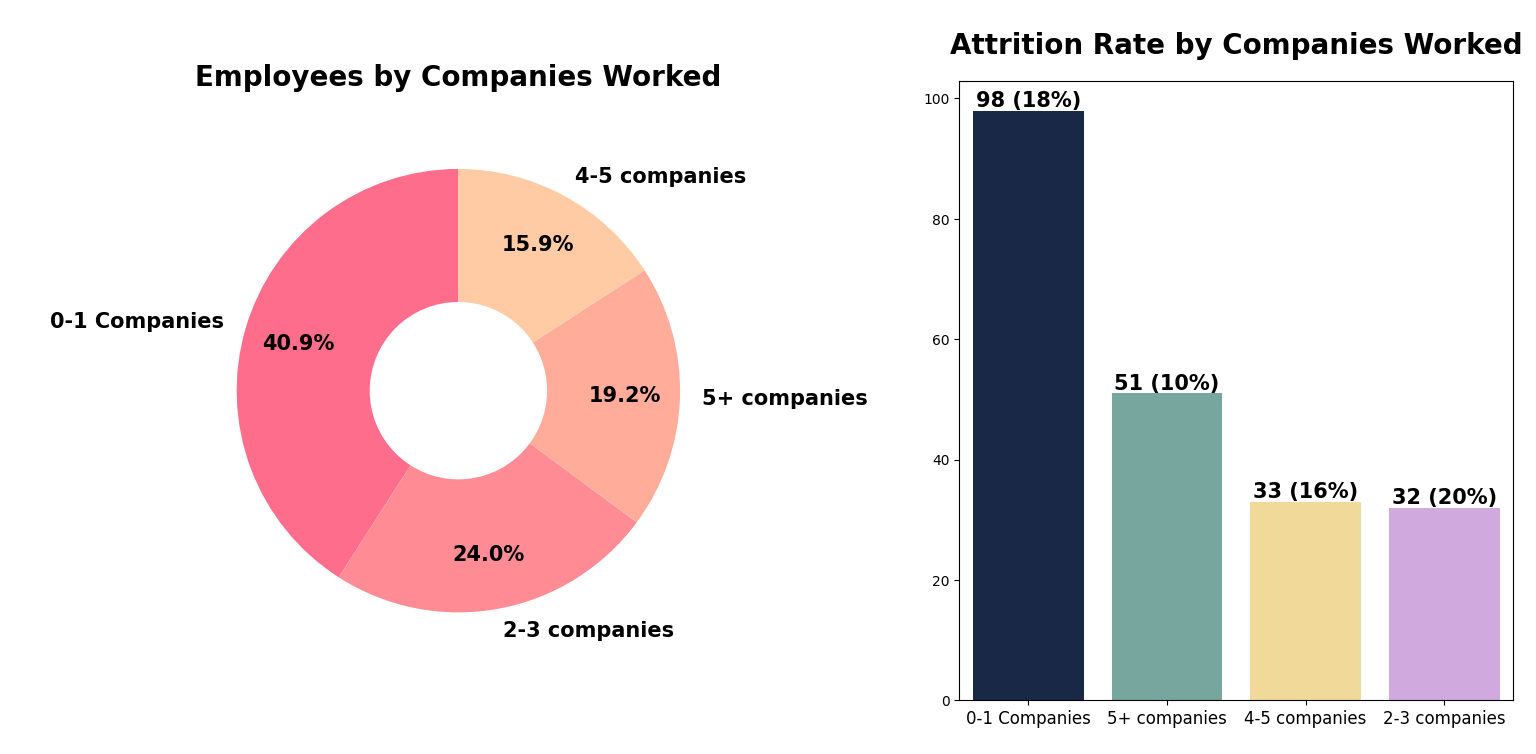 Employees by Companies Worked
4-5 companies
15.9%
0-1 Companies
40.9%
19.2%
5+ companies
24.0%
2-3 companies
Attrition Rate by Companies Worked
100
80
60
40
20
0
98 (18%)
51 (10%)
33 (16%)
32 (20%)
0-1 Companies
5+ companies
4-5 companies
2-3 companies